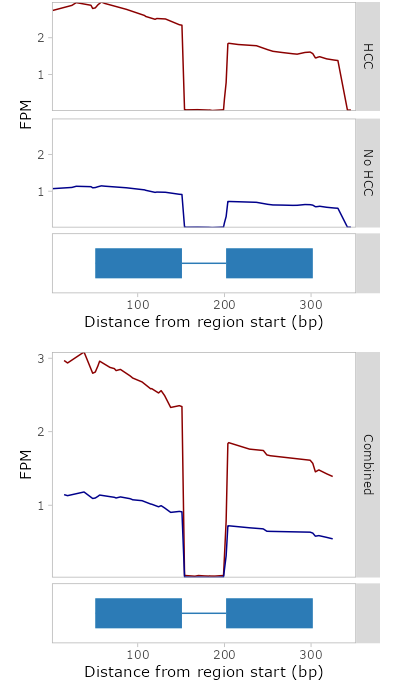 2
1
HCC
FPM
2
1
No HCC
100 200 300
Distance from region start (bp)
3
2
1
FPM
Combined
100 200 300
Distance from region start (bp)